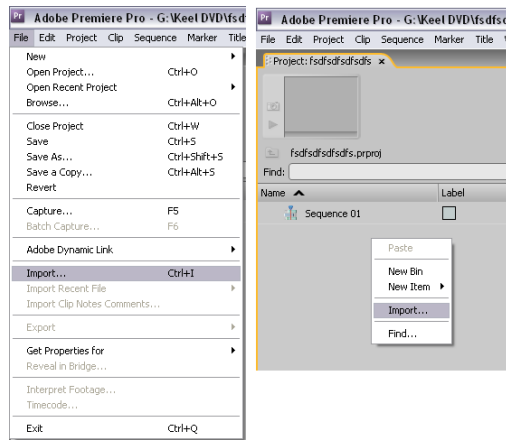 Pr Adobe Premiere Pro - G:\Keel DVD\fsdf
File Edit Project Clip Sequence Marker Title
New
Open Project... Ctrl+O
Open Recent Project
Browse... Ctrl+Alt+O
Close Project Ctrl+W
Save Ctrl+S
Save As... Ctrl+Shift+S
Save a Copy... Ctrl+Alt+S
Revert
Capture... F5
Batch Capture... F6
Adobe Dynamic Link
Import... Ctrl+I
Import Recent File
Import Clip Notes Comments...
Export
Get Properties for
Reveal in Bridge...
Interpret Footage...
Timecode...
Exit Ctrl+Q
Pr Adobe Premiere Pro - G:\Keel DVD\fsdfsd
File Edit Project Clip Sequence Marker Title
Project: fsdfsdfsdfsdfs x
fsdfsdfsdfsdfs.prproj
Find:
Name Label
Sequence 01
Paste
New Bin
New Item
Import...
Find...